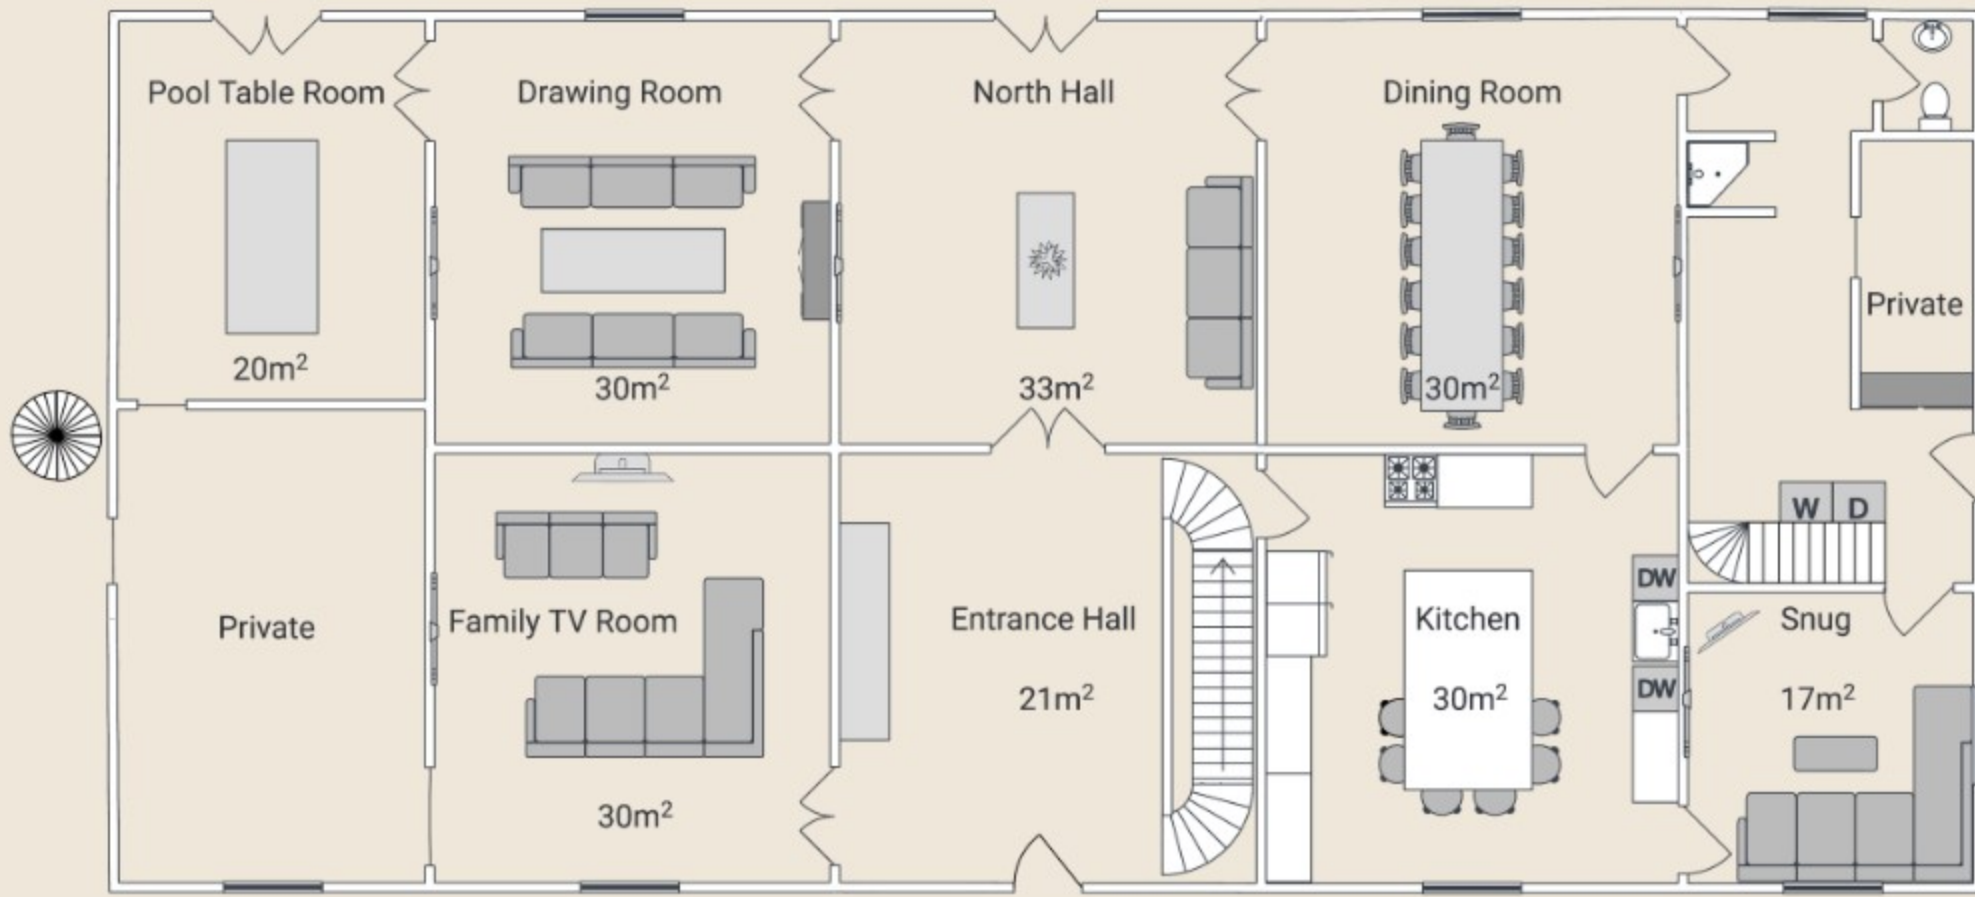 Pool Table Room
20m²
Drawing Room
30m²
North Hall
33m²
Dining Room
30m²
Private
W D
Private
Family TV Room
30m²
Entrance Hall
21m²
Kitchen
30m²
DW
DW
Snug
17m²